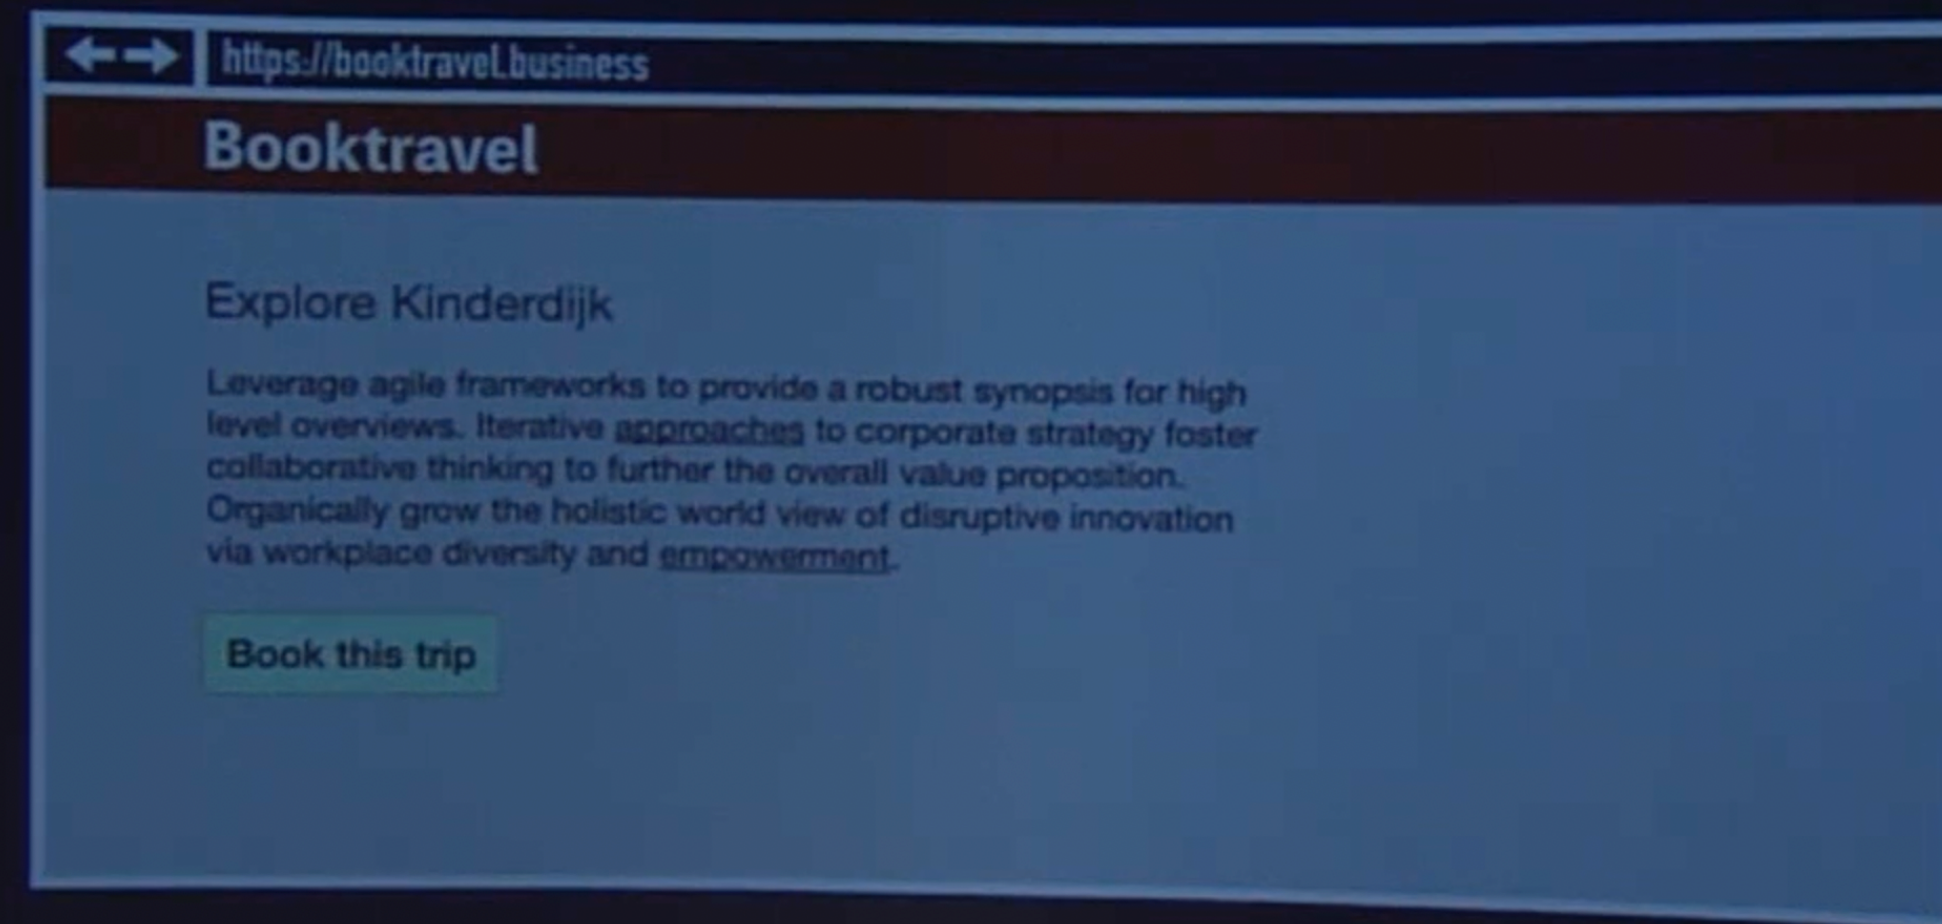 https://booktravel.business
Booktravel
Explore Kinderdijk
Leverage agile frameworks to provide a robust synopsis for high
level overviews. Iterative approaches to corporate strategy foster
collaborative thinking to further the overall value proposition.
Organically grow the holistic world view of disruptive innovation
via workplace diversity and empowerment.
Book this trip